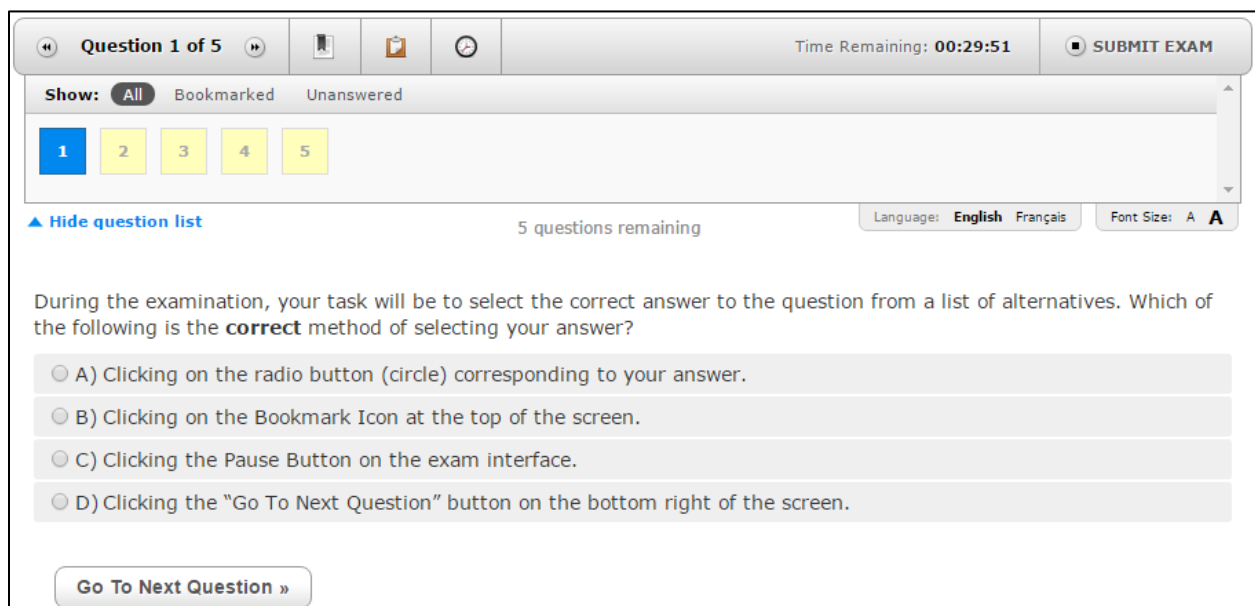 Question 1 of 5
Time Remaining: 00:29:51
SUBMIT EXAM
Show: All Bookmarked Unanswered
1 2 3 4 5
Hide question list
5 questions remaining
Language: English Français
Font Size: A A
During the examination, your task will be to select the correct answer to the question from a list of alternatives. Which of
the following is the correct method of selecting your answer?
A) Clicking on the radio button (circle) corresponding to your answer.
B) Clicking on the Bookmark Icon at the top of the screen.
C) Clicking the Pause Button on the exam interface.
D) Clicking the “Go To Next Question” button on the bottom right of the screen.
Go To Next Question »